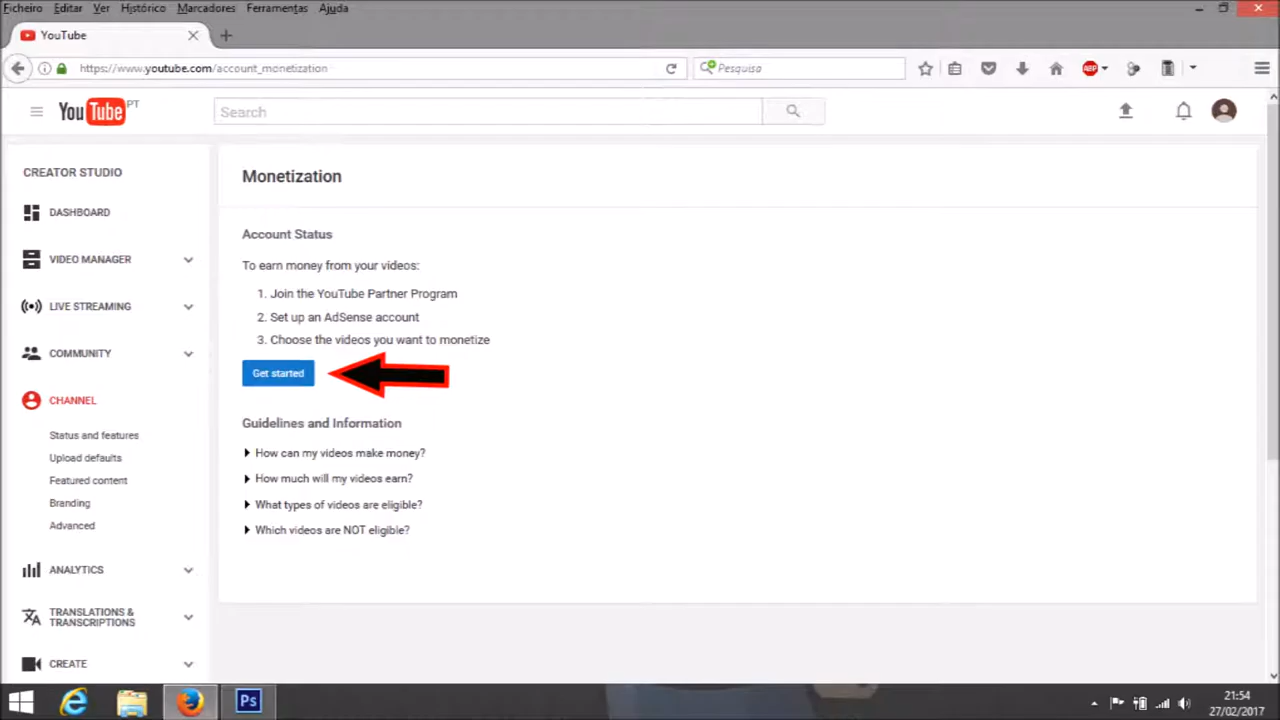 Ficheiro Editar Ver Histórico Marcadores Ferramentas Ajuda
YouTube
https://www.youtube.com/account_monetization
Pesquisa
ABP
YouTube PT
Search
CREATOR STUDIO
DASHBOARD
VIDEO MANAGER
LIVE STREAMING
COMMUNITY
CHANNEL
Status and features
Upload defaults
Featured content
Branding
Advanced
ANALYTICS
TRANSLATIONS &
TRANSCRIPTIONS
CREATE
Monetization
Account Status
To earn money from your videos:
1. Join the YouTube Partner Program
2. Set up an AdSense account
3. Choose the videos you want to monetize
Get started
Guidelines and Information
How can my videos make money?
How much will my videos earn?
What types of videos are eligible?
Which videos are NOT eligible?
Ps
21:54
27/02/2017